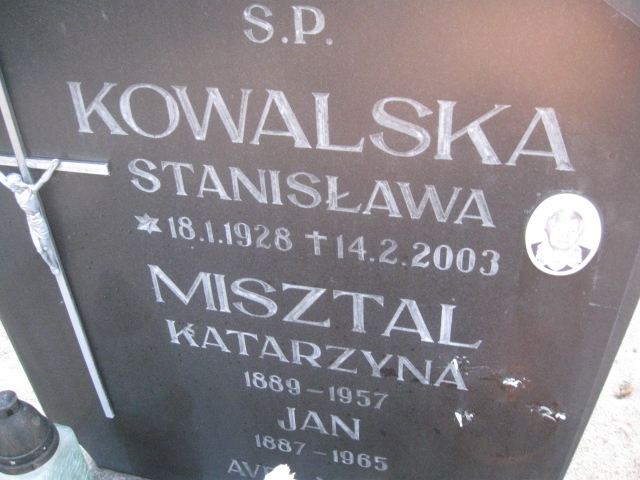 S.P.
KOWALSKA
STANISŁAWA
* 18.1.1928 † 14.2.2003
MISZTAL
KATARZYNA
1889-1957
JAN
1887-1965